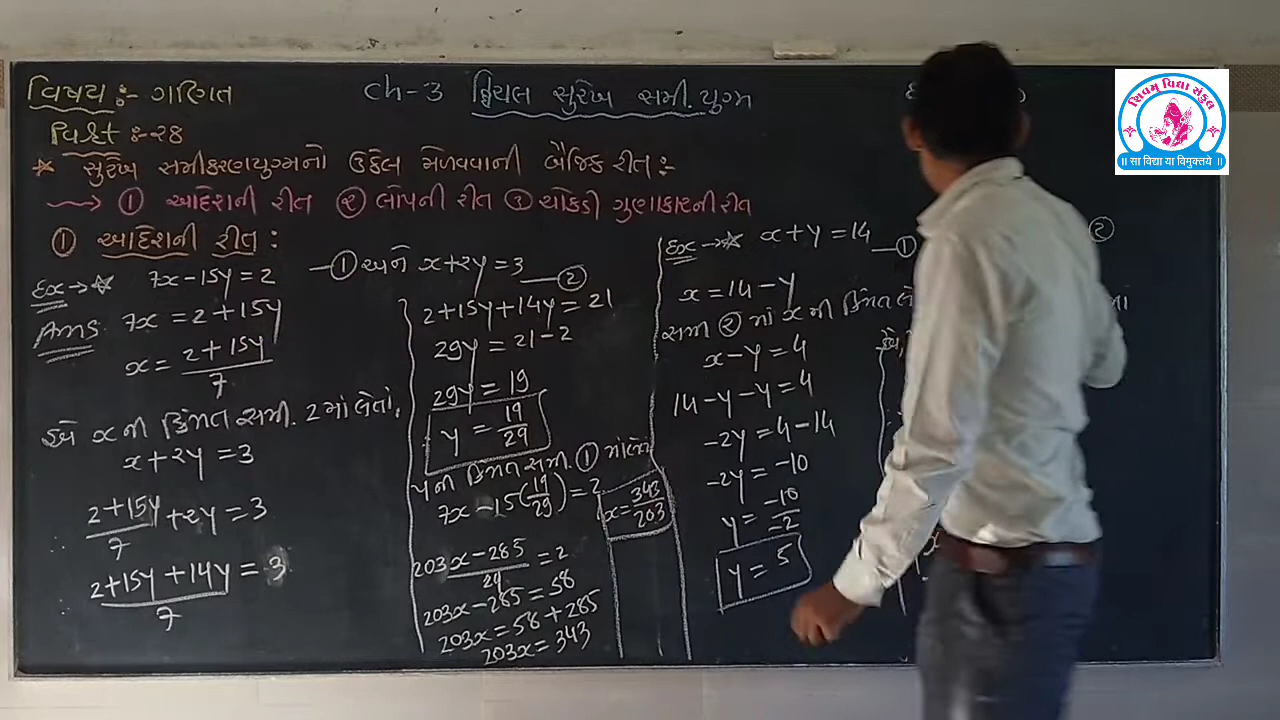 વિષય :- ગણિત
ch-3 દ્વિચલ સુરેખ સમી. યુગ્મ
વિડિયો :- ૨૪
* સુરેખ સમીકરણયુગ્મનો ઉકેલ મેળવવાની બૈજિક રીત :-
① આદેશની રીત ② લોપની રીત ③ ચોકડી ગુણાકારની રીત
① આદેશની રીત :
Ex → * 7x - 15y = 2 —① અને x + 2y = 3 —②
Ans. 7x = 2 + 15y
x = (2 + 15y)/7
x ની કિંમત સમી. 2 માં લેતાં,
x + 2y = 3
∴ (2 + 15y)/7 + 2y = 3
∴ (2 + 15y + 14y)/7 = 3
2 + 15y + 14y = 21
29y = 21 - 2
29y = 19
y = 19/29
y ની કિંમત સમી. ① માં લેતાં
7x - 15(19/29) = 2
(203x - 285)/29 = 2
203x - 285 = 58
203x = 58 + 285
203x = 343
x = 343/203
Ex → * x + y = 14 —①
②
x = 14 - y
સમી ② માં x ની કિંમત
x - y = 4
14 - y - y = 4
-2y = 4 - 14
-2y = -10
y = -10/-2
y = 5
શિવમ્ વિદ્યા સંકુલ
॥ સા વિદ્યા યા વિમુક્તયે ॥